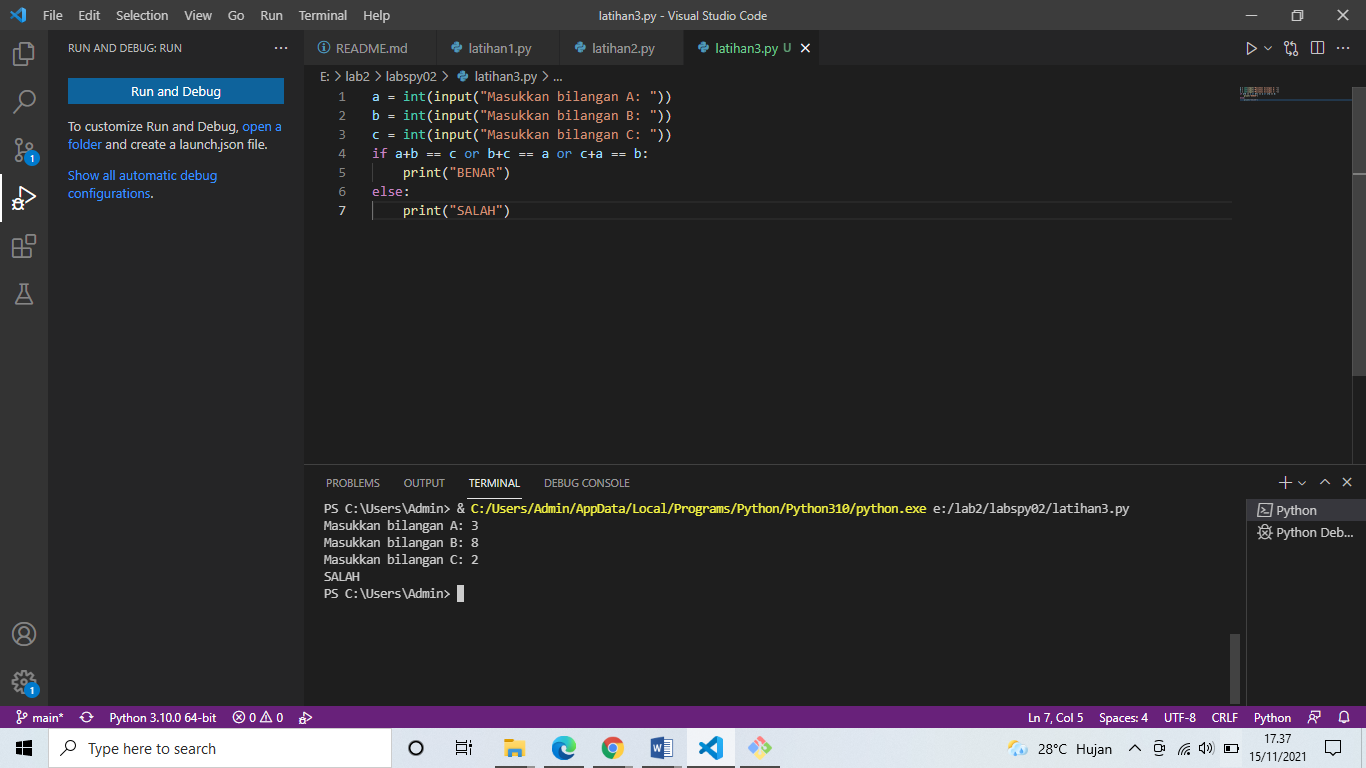 File Edit Selection View Go Run Terminal Help
latihan3.py - Visual Studio Code
RUN AND DEBUG: RUN
Run and Debug
To customize Run and Debug, open a
folder and create a launch.json file.
Show all automatic debug
configurations.
1
1
README.md
latihan1.py
latihan2.py
latihan3.py U
E: > lab2 > labspy02 > latihan3.py > ...
1 a = int(input("Masukkan bilangan A: "))
2 b = int(input("Masukkan bilangan B: "))
3 c = int(input("Masukkan bilangan C: "))
4 if a+b == c or b+c == a or c+a == b:
5     print("BENAR")
6 else:
7     print("SALAH")
PROBLEMS OUTPUT TERMINAL DEBUG CONSOLE
PS C:\Users\Admin> & C:/Users/Admin/AppData/Local/Programs/Python/Python310/python.exe e:/lab2/labspy02/latihan3.py
Masukkan bilangan A: 3
Masukkan bilangan B: 8
Masukkan bilangan C: 2
SALAH
PS C:\Users\Admin>
Python
Python Deb...
main* Python 3.10.0 64-bit 0 0
Ln 7, Col 5 Spaces: 4 UTF-8 CRLF Python
Type here to search
28°C Hujan
17.37
15/11/2021